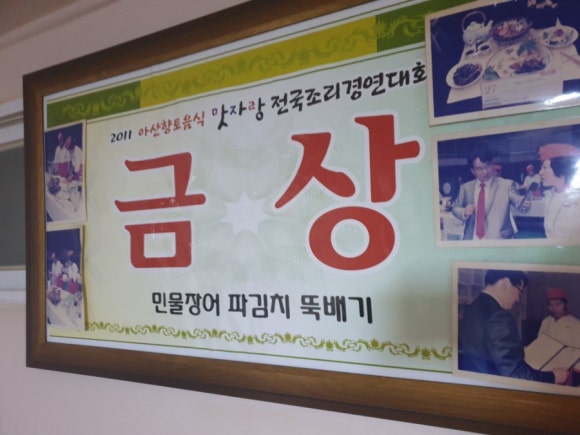 2011 아산향토음식 맛자랑 전국조리경연대회
금상
민물장어 파김치 뚝배기